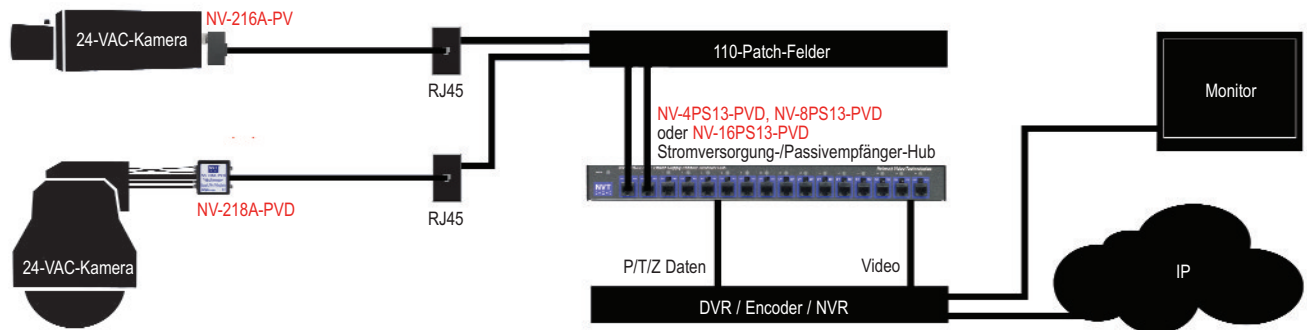 NV-216A-PV
24-VAC-Kamera
RJ45
110-Patch-Felder
Monitor
NV-4PS13-PVD, NV-8PS13-PVD
oder NV-16PS13-PVD
Stromversorgung-/Passivempfänger-Hub
NVT
NVT
NV-218A-PVD
RJ45
24-VAC-Kamera
P/T/Z Daten
Video
IP
DVR / Encoder / NVR